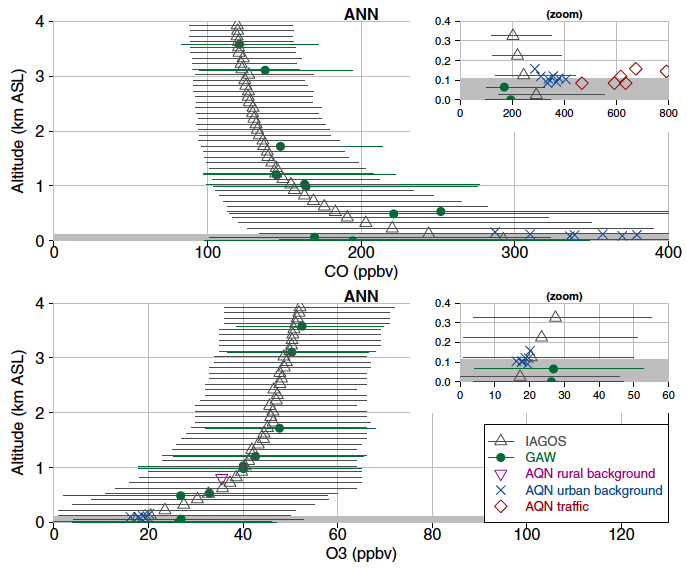 ANN
(zoom)
Altitude (km ASL)
4
3
2
1
0
0.4
0.3
0.2
0.1
0.0
0 200 400 600 800
0 100 200 300 400
CO (ppbv)
ANN
(zoom)
Altitude (km ASL)
4
3
2
1
0
0.4
0.3
0.2
0.1
0.0
0 10 20 30 40 50 60
IAGOS
GAW
AQN rural background
AQN urban background
AQN traffic
0 20 40 60 80 100 120
O3 (ppbv)